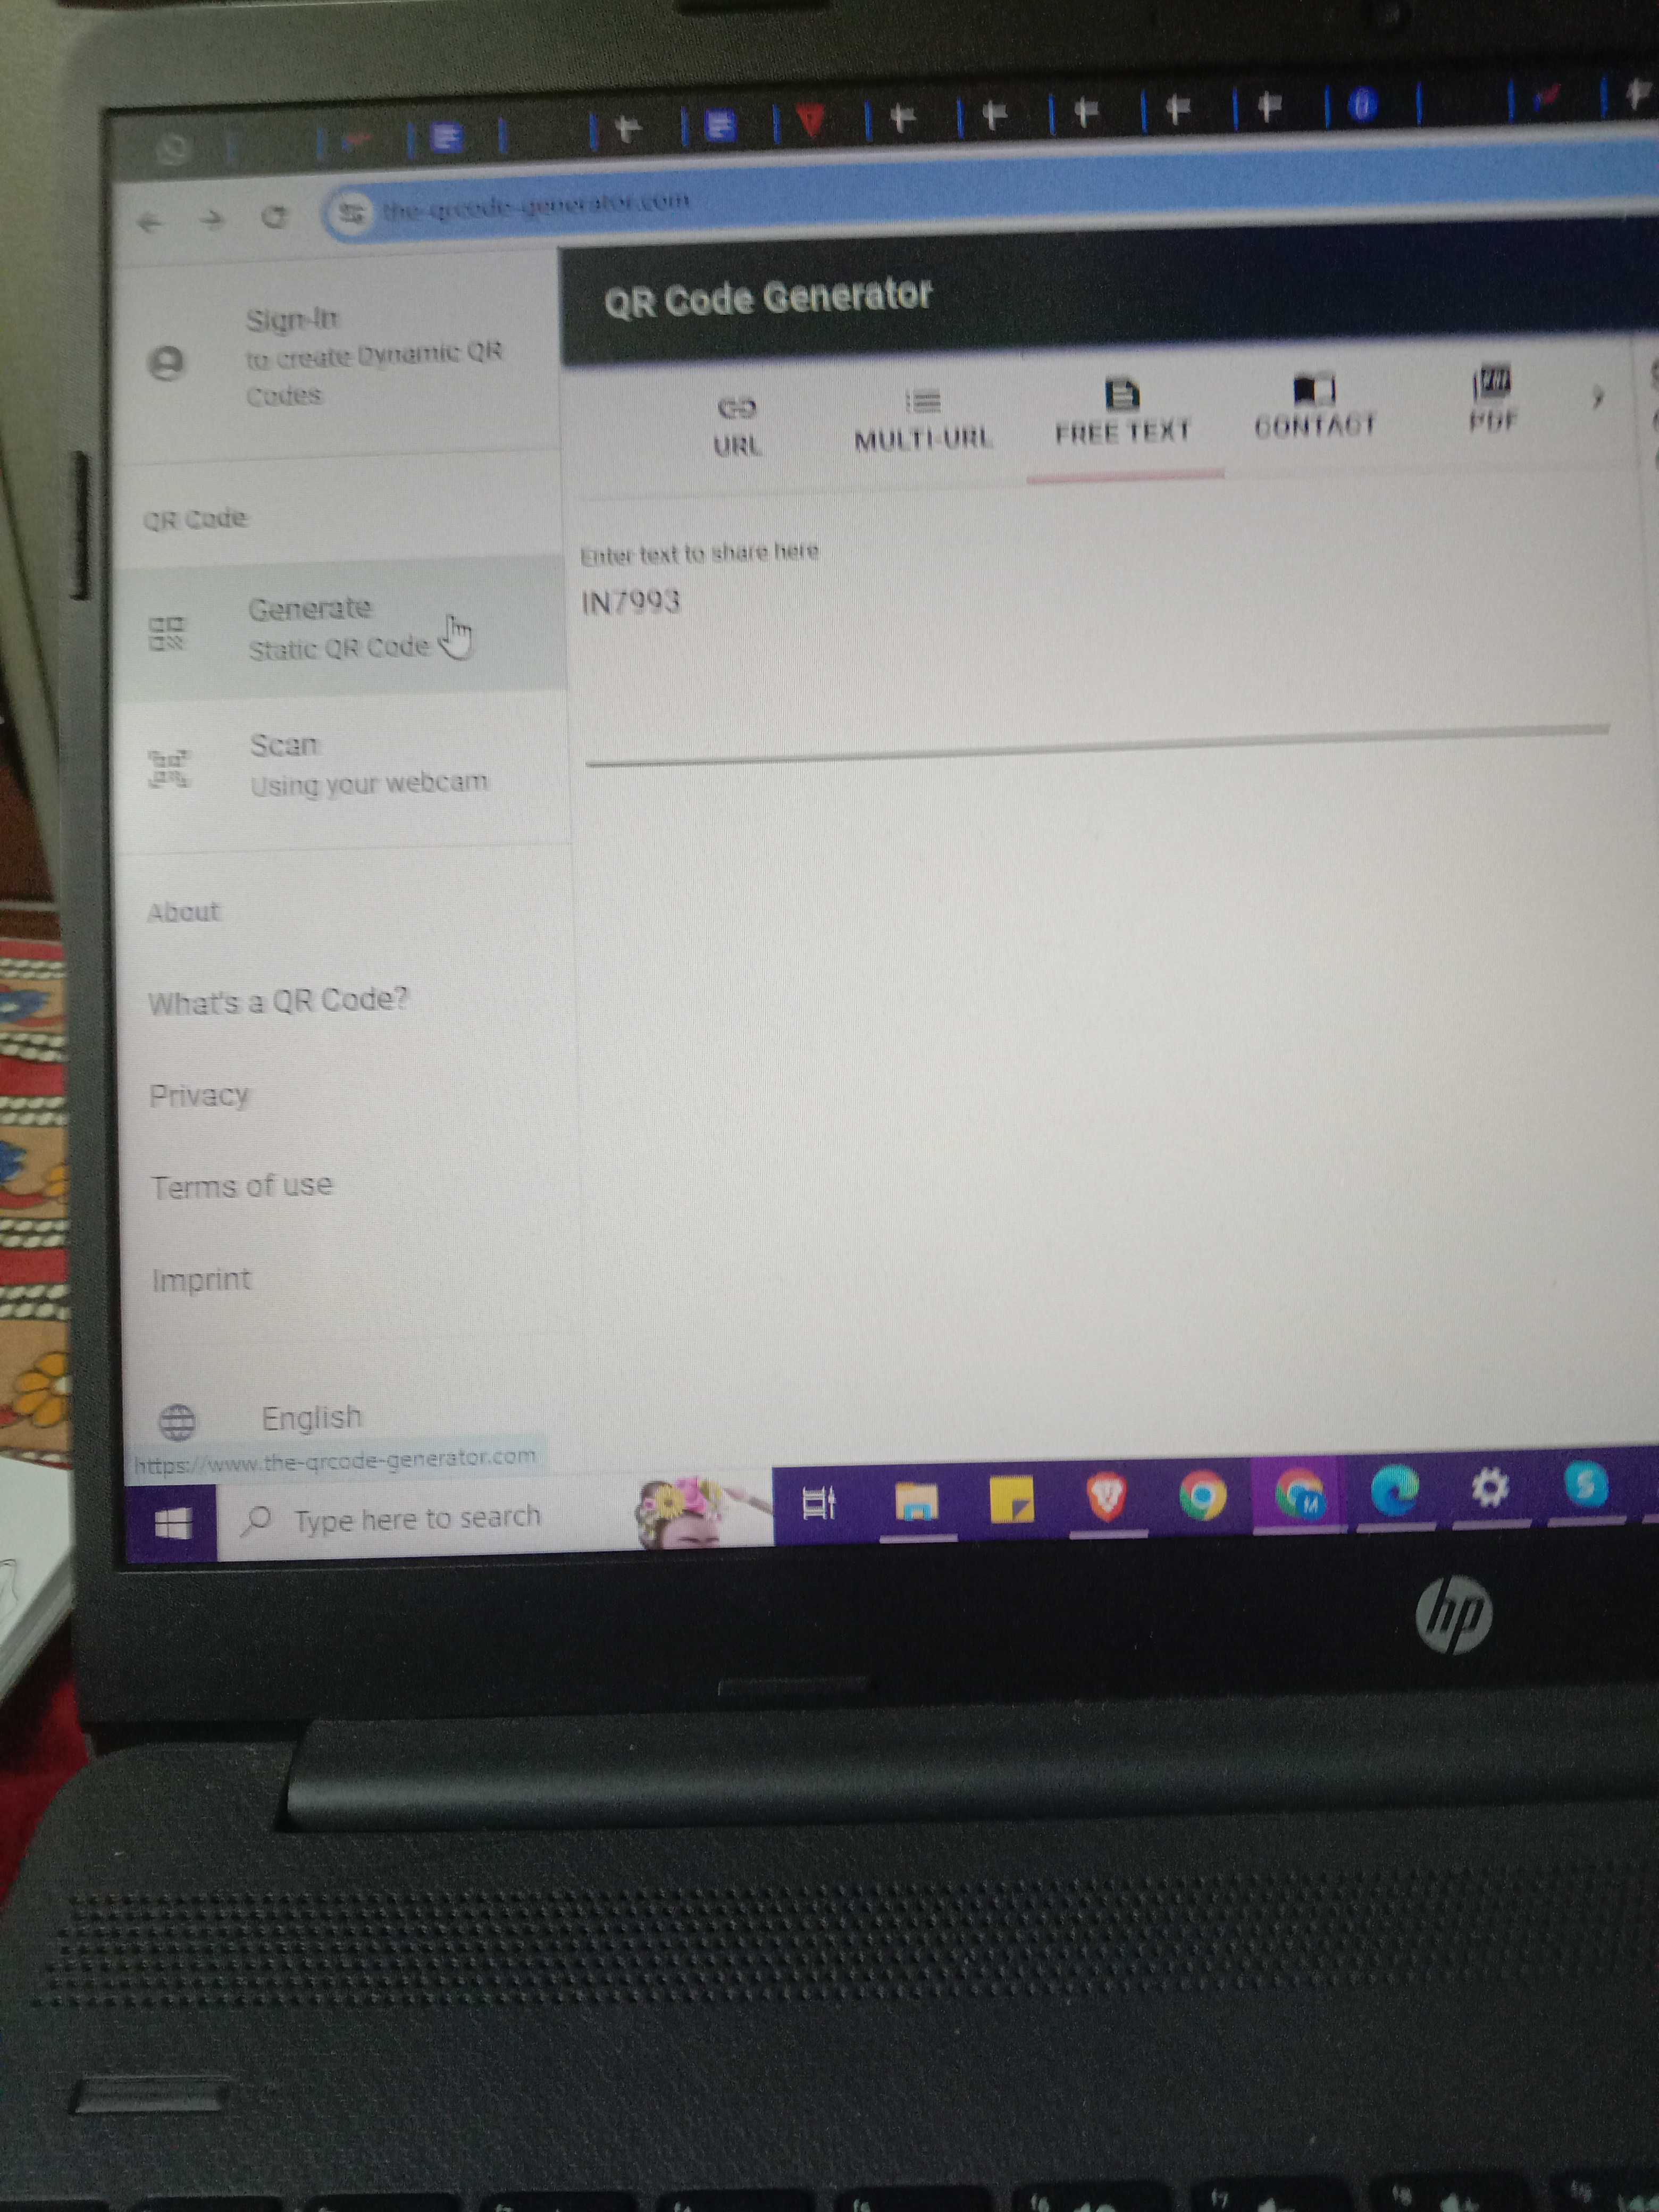 the-qrcode-generator.com
Sign-In
to create Dynamic QR
Codes
QR Code
Generate
Static QR Code
Scan
Using your webcam
About
What's a QR Code?
Privacy
Terms of use
Imprint
English
https://www.the-qrcode-generator.com
QR Code Generator
URL
MULTI-URL
FREE TEXT
CONTACT
PDF
Enter text to share here
IN7993
Type here to search
hp